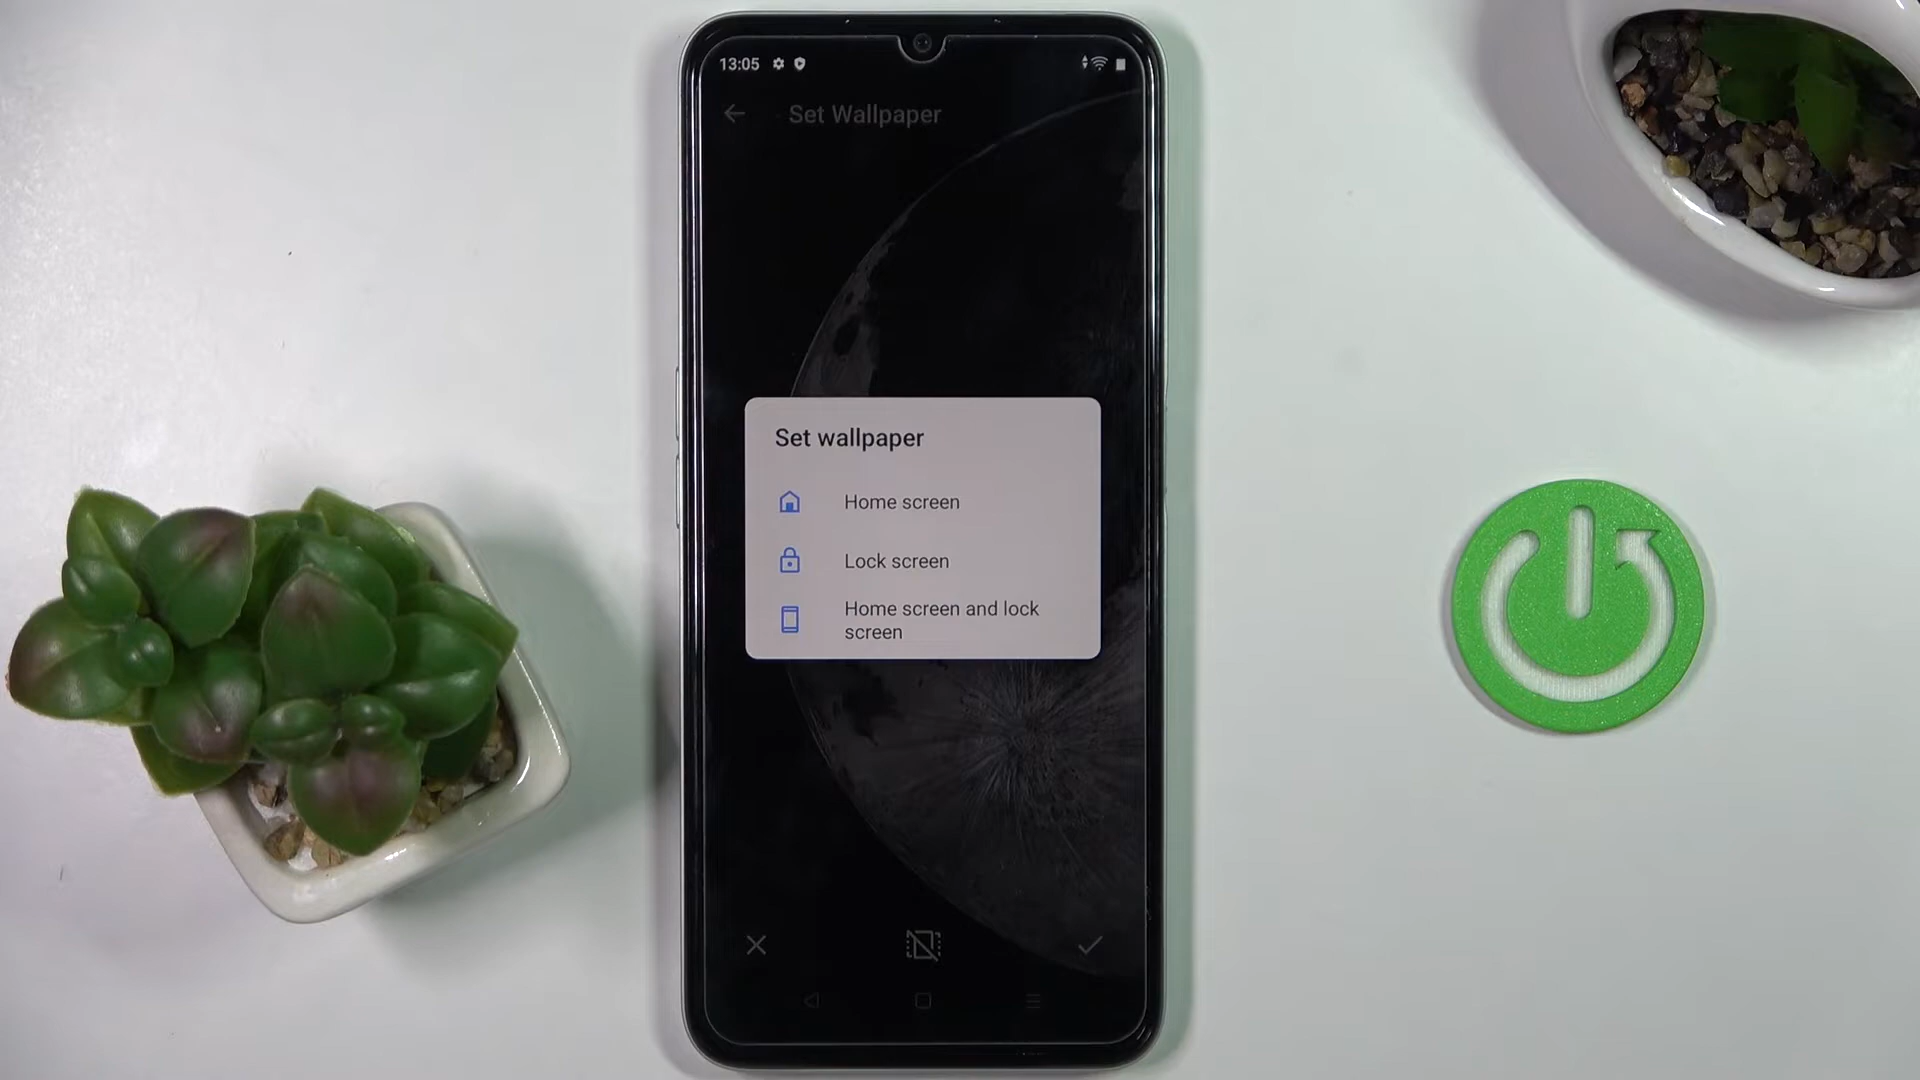 13:05
Set Wallpaper
Set wallpaper
Home screen
Lock screen
Home screen and lock
screen